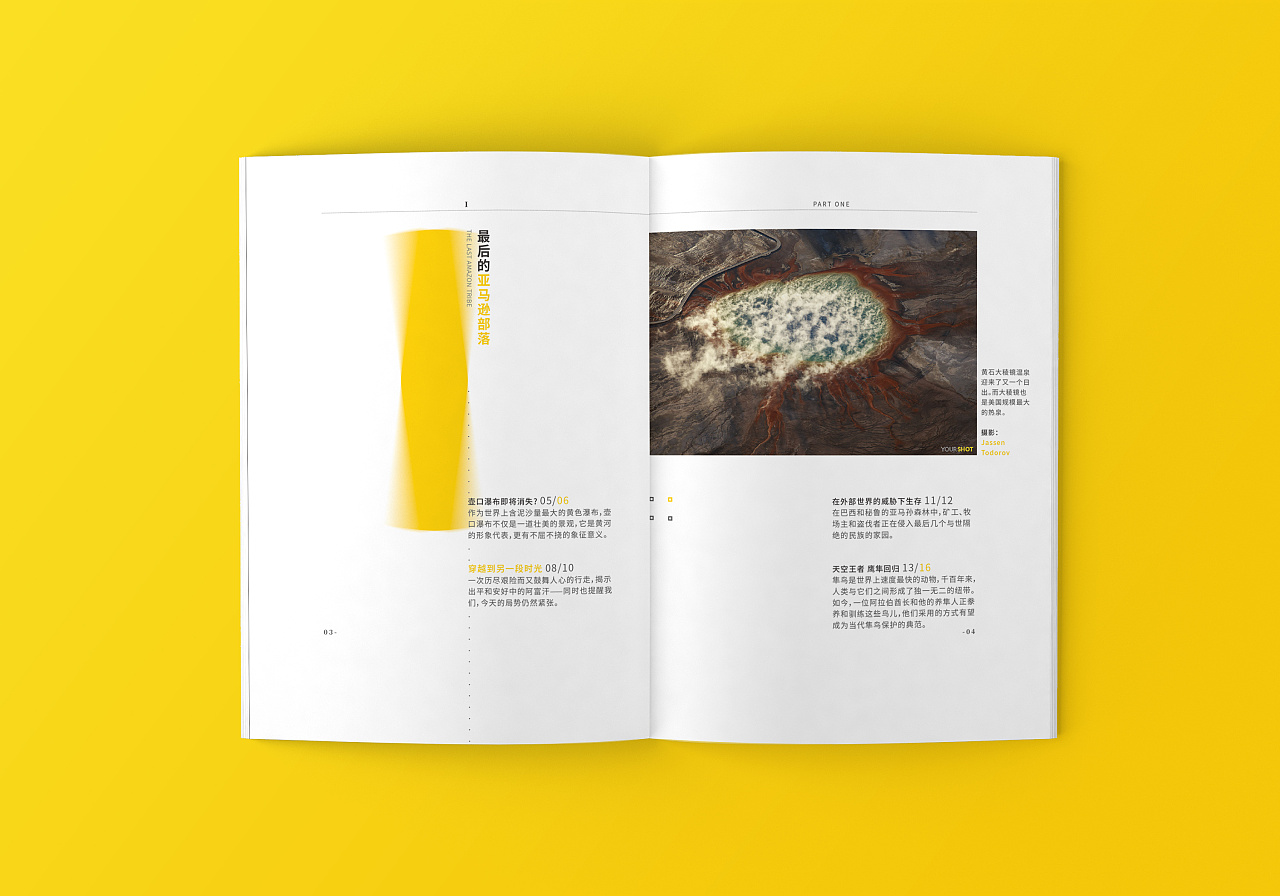 I
最后的亚马逊部落
THE LAST AMAZON TRIBE
壶口瀑布即将消失? 05/06
作为世界上含泥沙量最大的黄色瀑布,壶
口瀑布不仅是一道壮美的景观,它是黄河
的形象代表,更有不屈不挠的象征意义。
穿越到另一段时光 08/10
一次历尽艰险而又鼓舞人心的行走,揭示
出平和安好中的阿富汗——同时也提醒我
们,今天的局势仍然紧张。
03-
PART ONE
YOUR SHOT
黄石大稜镜温泉
迎来了又一个日
出。而大稜镜也
是美国规模最大
的热泉。
摄影:
Jassen
Todorov
在外部世界的威胁下生存 11/12
在巴西和秘鲁的亚马孙森林中,矿工、牧
场主和盗伐者正在侵入最后几个与世隔
绝的民族的家园。
天空王者 鹰隼回归 13/16
隼鸟是世界上速度最快的动物,千百年来,
人类与它们之间形成了独一无二的纽带。
如今,一位阿拉伯酋长和他的养隼人正豢
养和驯练这些鸟儿,他们采用的方式有望
成为当代隼鸟保护的典范。
-04